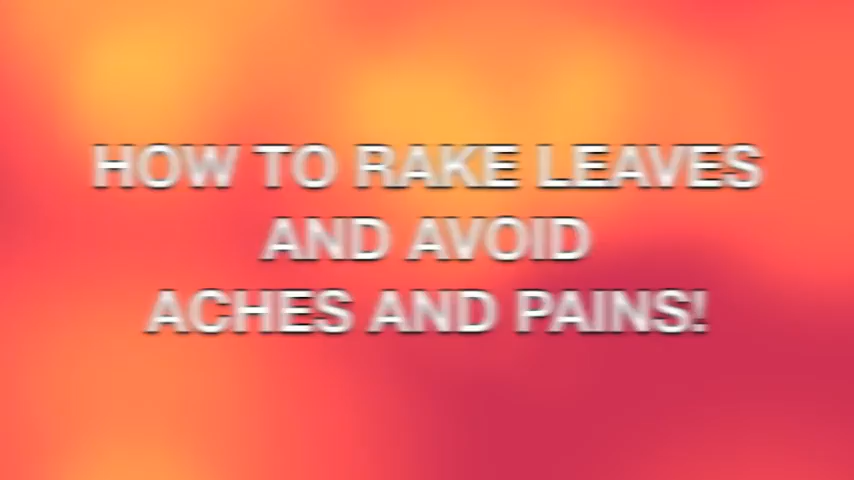 HOW TO RAKE LEAVES
AND AVOID
ACHES AND PAINS!